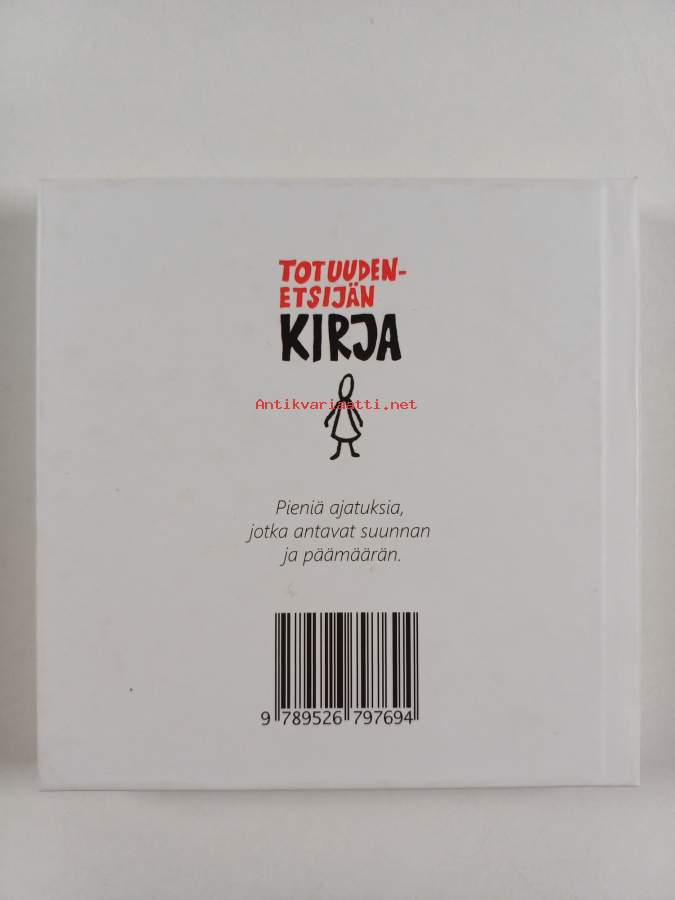 TOTUUDEN-
ETSIJÄN
KIRJA
Antikvariaatti.net
Pieniä ajatuksia,
jotka antavat suunnan
ja päämäärän.
9 789526 797694